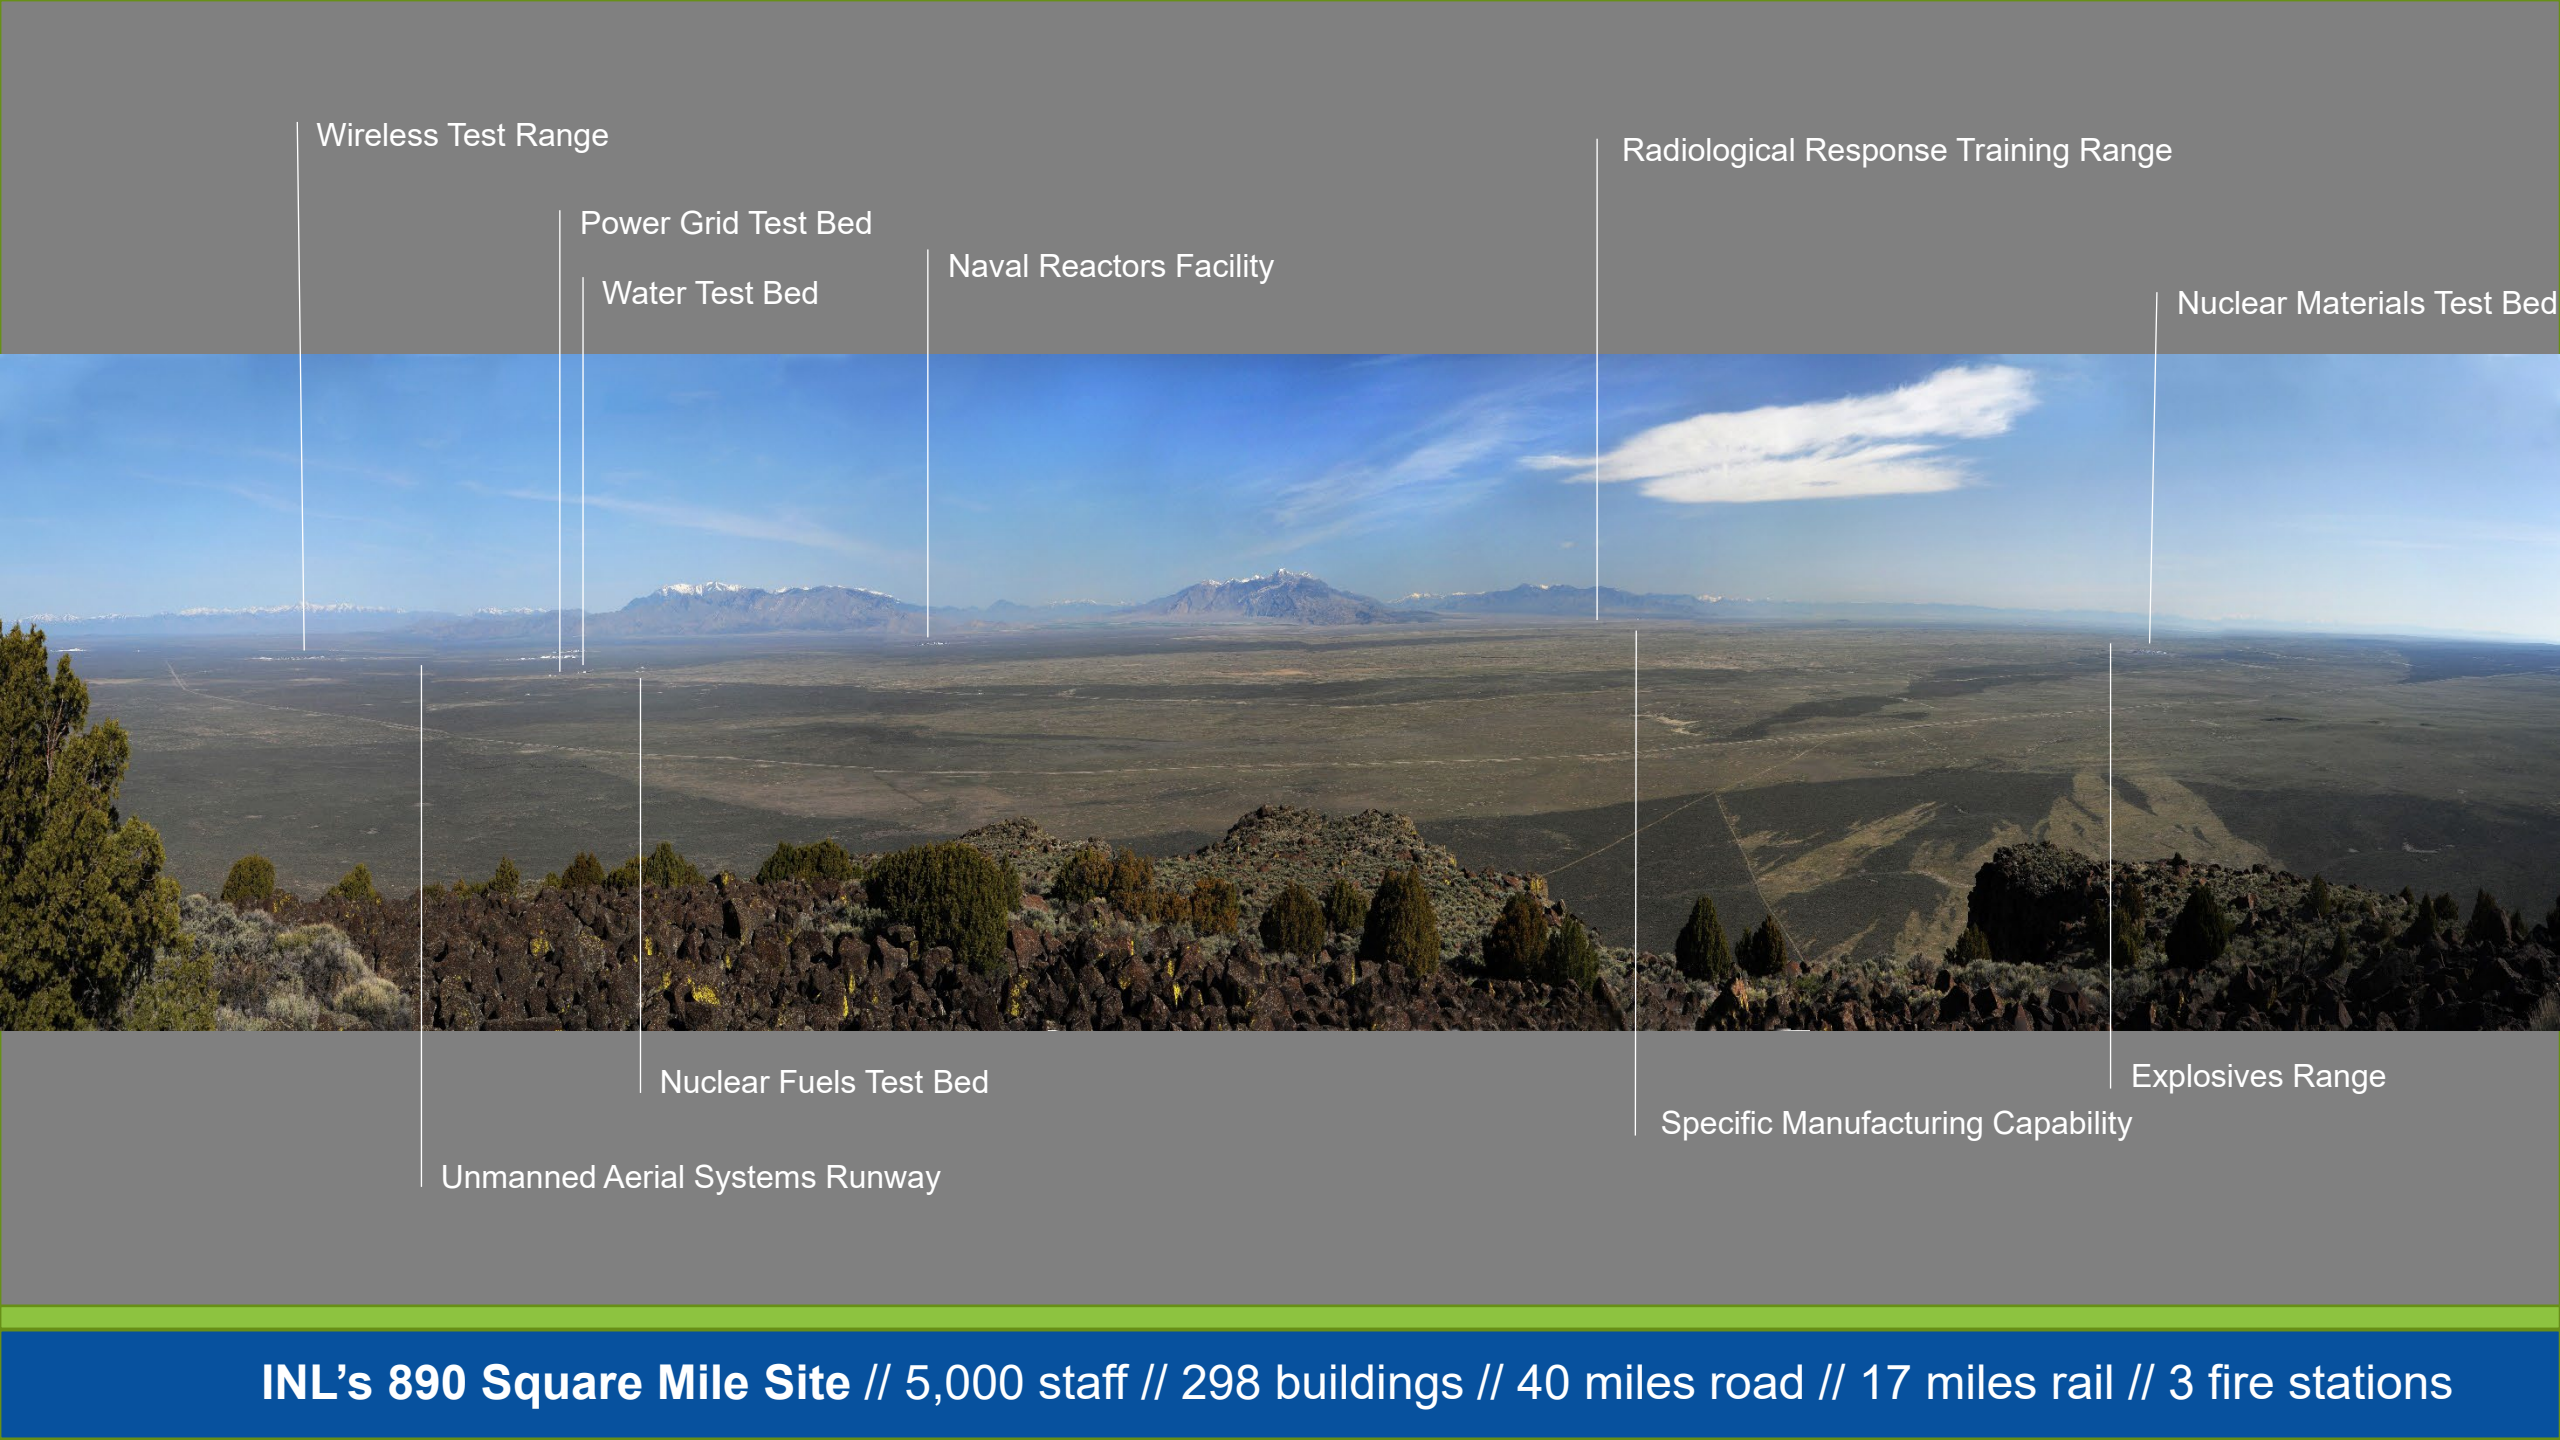 Wireless Test Range
Radiological Response Training Range
Power Grid Test Bed
Naval Reactors Facility
Water Test Bed
Nuclear Materials Test Bed
Explosives Range
Nuclear Fuels Test Bed
Specific Manufacturing Capability
Unmanned Aerial Systems Runway
INL’s 890 Square Mile Site // 5,000 staff // 298 buildings // 40 miles road // 17 miles rail // 3 fire stations